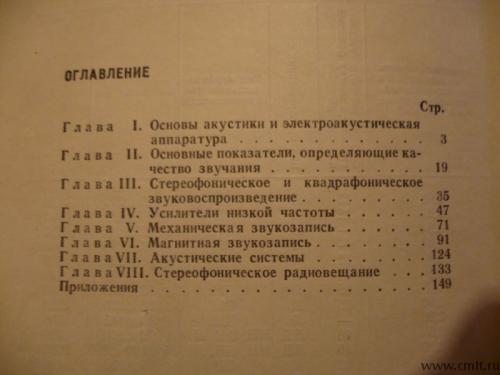 ОГЛАВЛЕНИЕ
Стр.
Глава I. Основы акустики и электроакустическая
аппаратура . . . . . . . . . . . . 3
Глава II. Основные показатели, определяющие ка-
чество звучания . . . . . . . . . . 19
Глава III. Стереофоническое и квадрафоническое
звуковоспроизведение . . . . . . . . 35
Глава IV. Усилители низкой частоты . . . . . 47
Глава V. Механическая звукозапись . . . . . 71
Глава VI. Магнитная звукозапись . . . . . . 91
Глава VII. Акустические системы . . . . . . 124
Глава VIII. Стереофоническое радиовещание . . . 133
Приложения . . . . . . . . . . . . . . 149
www.cmlt.ru